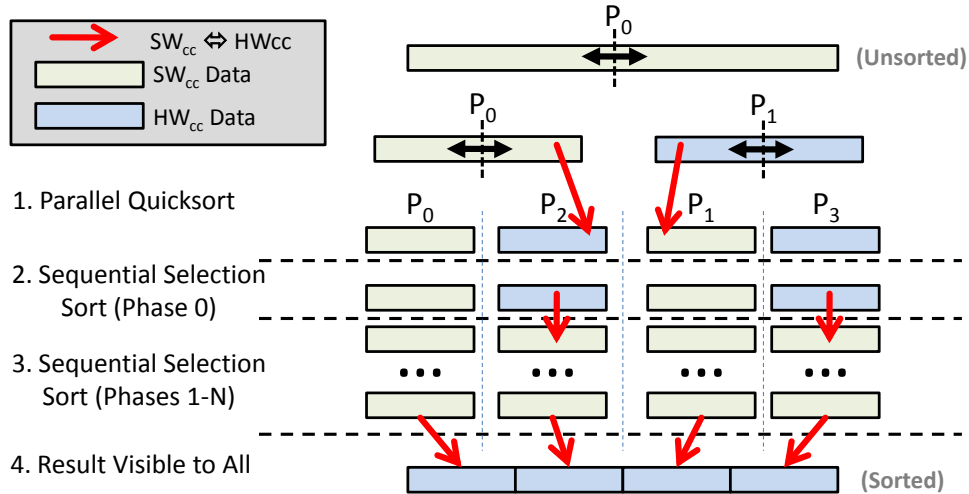 SWcc ⇔ HWcc
SWcc Data
HWcc Data
P0
(Unsorted)
P0
P1
1. Parallel Quicksort
P0
P2
P1
P3
2. Sequential Selection
Sort (Phase 0)
3. Sequential Selection
Sort (Phases 1-N)
...
...
...
...
4. Result Visible to All
(Sorted)